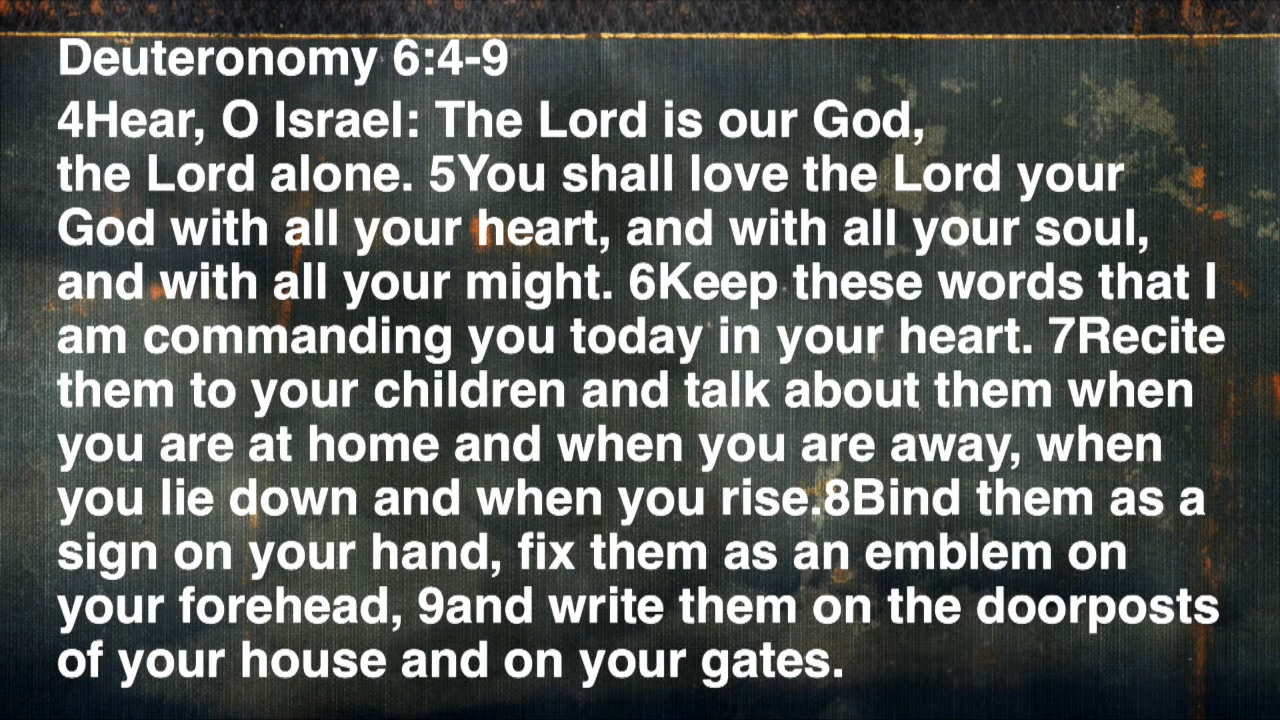 Deuteronomy 6:4-9
4Hear, O Israel: The Lord is our God,
the Lord alone. 5You shall love the Lord your
God with all your heart, and with all your soul,
and with all your might. 6Keep these words that I
am commanding you today in your heart. 7Recite
them to your children and talk about them when
you are at home and when you are away, when
you lie down and when you rise.8Bind them as a
sign on your hand, fix them as an emblem on
your forehead, 9and write them on the doorposts
of your house and on your gates.